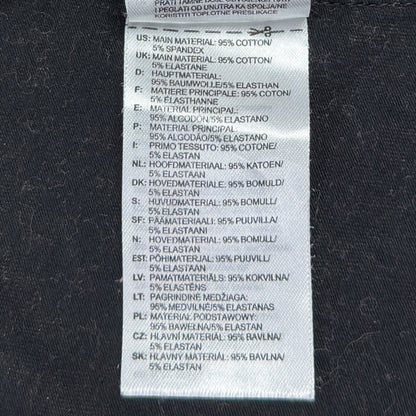 PRATI TAMNE
I PEGLATI OD UNUTRA KA SPOLJA/NE
KORISTITI TOPLOTNE PRESLIKAČE
US: MAIN MATERIAL: 95% COTTON/
5% SPANDEX
UK: MAIN MATERIAL: 95% COTTON/
5% ELASTANE
D: HAUPTMATERIAL:
95% BAUMWOLLE/5% ELASTHAN
F: MATIERE PRINCIPALE: 95% COTON/
5% ELASTHANNE
E: MATERIAL PRINCIPAL:
95% ALGODÓN/5% ELASTANO
P: MATERIAL PRINCIPAL:
95% ALGODÃO/5% ELASTANO
I: PRIMO TESSUTO: 95% COTONE/
5% ELASTAN
NL: HOOFDMATERIAAL: 95% KATOEN/
5% ELASTAAN
DK: HOVEDMATERIALE: 95% BOMULD/
5% ELASTAN
S: HUVUDMATERIAL: 95% BOMULL/
5% ELASTAN
SF: PÄÄMATERIAALI: 95% PUUVILLA/
5% ELASTAANI
N: HOVEDMATERIAL: 95% BOMULL/
5% ELASTAN
EST: PÕHIMATERJAL: 95% PUUVILL/
5% ELASTAAN
LV: PAMATMATERIĀLS: 95% KOKVILNA/
5% ELASTĒNS
LT: PAGRINDINE MEDŽIAGA:
95% MEDVILNĖ/5% ELASTANAS
PL: MATERIAŁ PODSTAWOWY:
95% BAWEŁNA/5% ELASTAN
CZ: HLAVNÍ MATERIÁL: 95% BAVLNA/
5% ELASTAN
SK: HLAVNÝ MATERIÁL: 95% BAVLNA/
5% ELASTAN